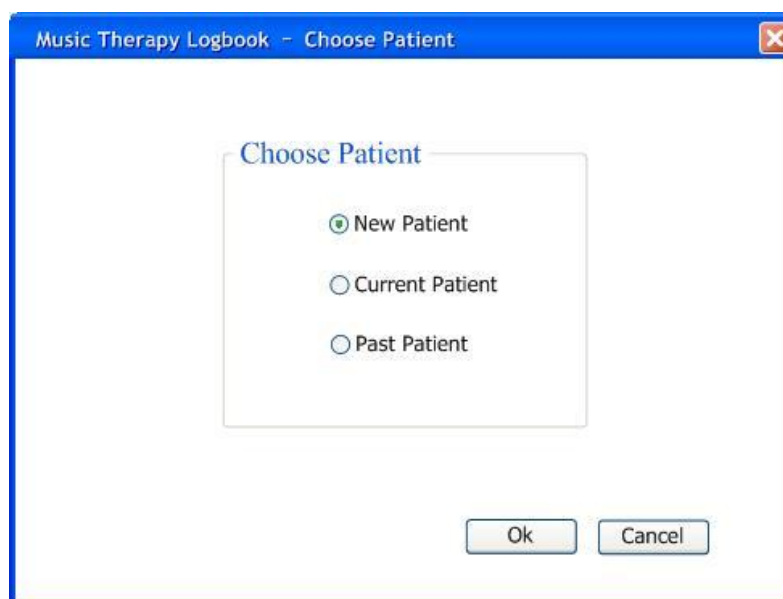 Music Therapy Logbook - Choose Patient
Choose Patient
New Patient
Current Patient
Past Patient
Ok Cancel